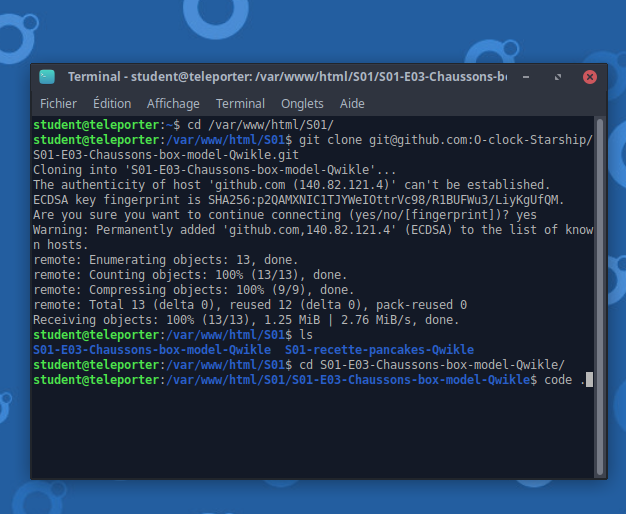 Terminal - student@teleporter: /var/www/html/S01/S01-E03-Chaussons-bo
Fichier Édition Affichage Terminal Onglets Aide
student@teleporter:~$ cd /var/www/html/S01/
student@teleporter:/var/www/html/S01$ git clone git@github.com:O-clock-Starship/
S01-E03-Chaussons-box-model-Qwikle.git
Cloning into 'S01-E03-Chaussons-box-model-Qwikle'...
The authenticity of host 'github.com (140.82.121.4)' can't be established.
ECDSA key fingerprint is SHA256:p2QAMXNIC1TJYWeIOttrVc98/R1BUFWu3/LiyKgUfQM.
Are you sure you want to continue connecting (yes/no/[fingerprint])? yes
Warning: Permanently added 'github.com,140.82.121.4' (ECDSA) to the list of know
n hosts.
remote: Enumerating objects: 13, done.
remote: Counting objects: 100% (13/13), done.
remote: Compressing objects: 100% (9/9), done.
remote: Total 13 (delta 0), reused 12 (delta 0), pack-reused 0
Receiving objects: 100% (13/13), 1.25 MiB | 2.76 MiB/s, done.
student@teleporter:/var/www/html/S01$ ls
S01-E03-Chaussons-box-model-Qwikle  S01-recette-pancakes-Qwikle
student@teleporter:/var/www/html/S01$ cd S01-E03-Chaussons-box-model-Qwikle/
student@teleporter:/var/www/html/S01/S01-E03-Chaussons-box-model-Qwikle$ code .